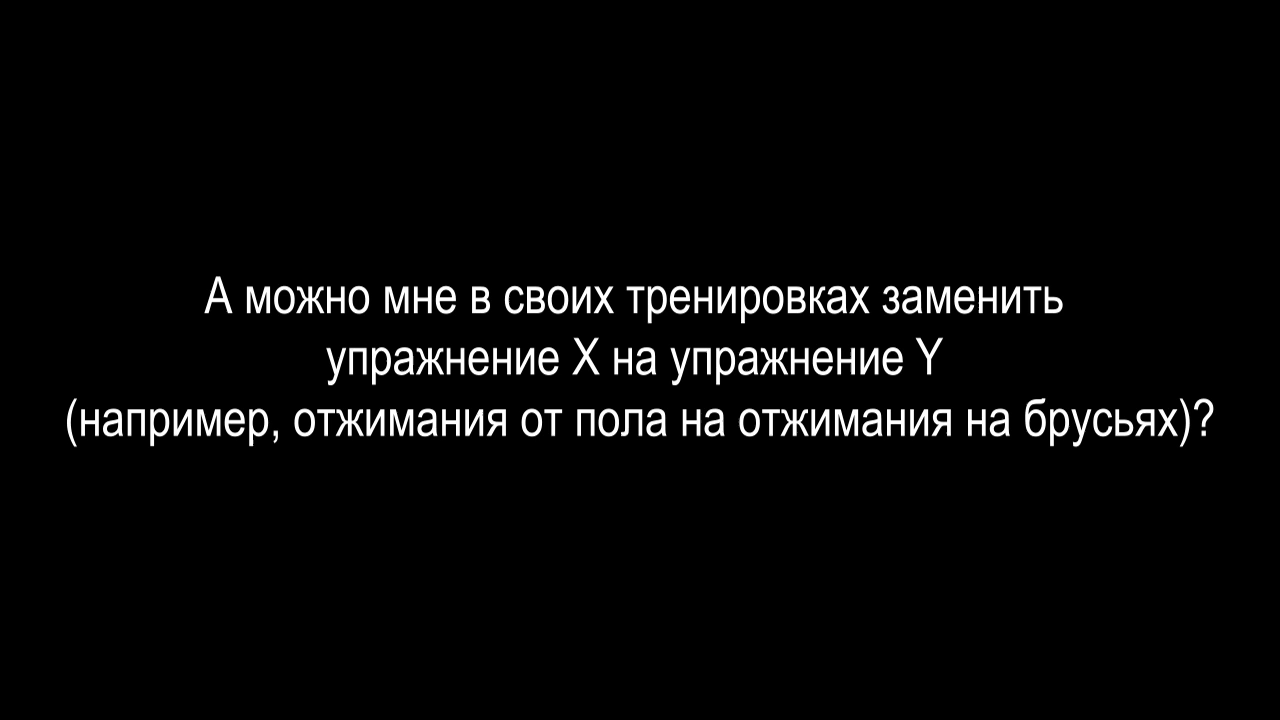 А можно мне в своих тренировках заменить
упражнение X на упражнение Y
(например, отжимания от пола на отжимания на брусьях)?